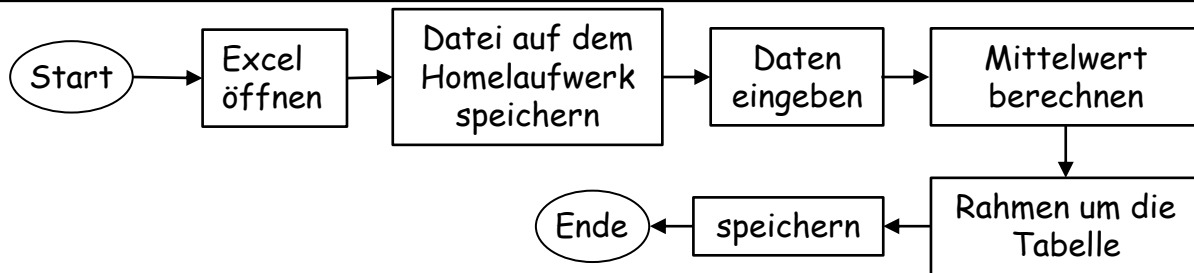 Start
Excel
öffnen
Datei auf dem
Homelaufwerk
speichern
Daten
eingeben
Mittelwert
berechnen
Rahmen um die
Tabelle
speichern
Ende